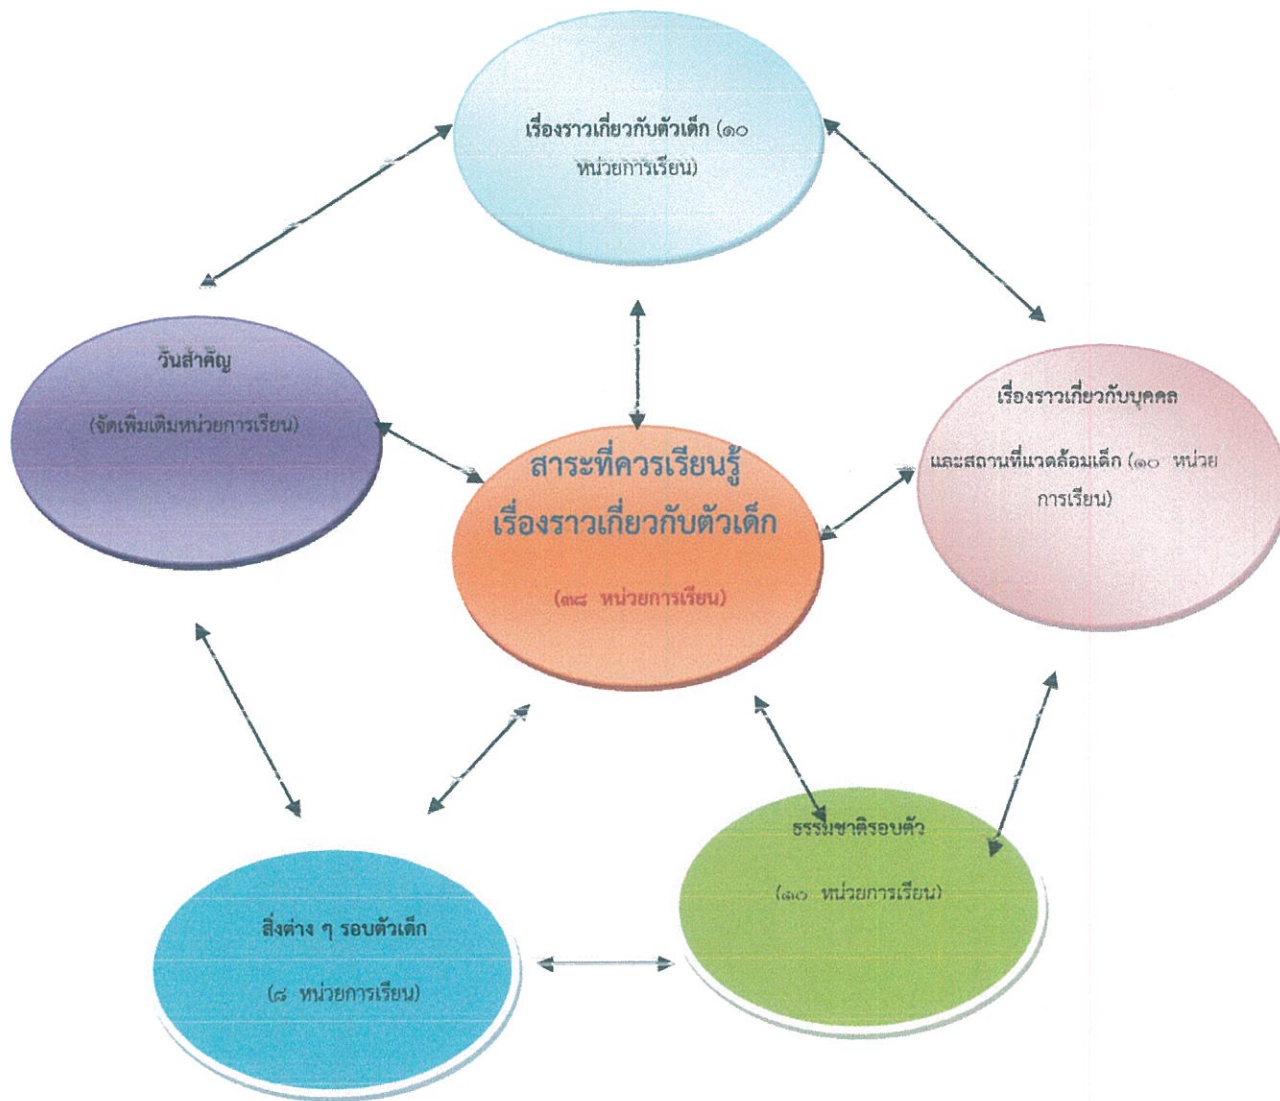 เรื่องราวเกี่ยวกับตัวเด็ก (๑๐
หน่วยการเรียน)
วันสำคัญ
(จัดเพิ่มเติมหน่วยการเรียน)
เรื่องราวเกี่ยวกับบุคคล
และสถานที่แวดล้อมเด็ก (๑๐ หน่วย
การเรียน)
สาระที่ควรเรียนรู้
เรื่องราวเกี่ยวกับตัวเด็ก
(๓๘ หน่วยการเรียน)
ธรรมชาติรอบตัว
(๑๐ หน่วยการเรียน)
สิ่งต่าง ๆ รอบตัวเด็ก
(๘ หน่วยการเรียน)